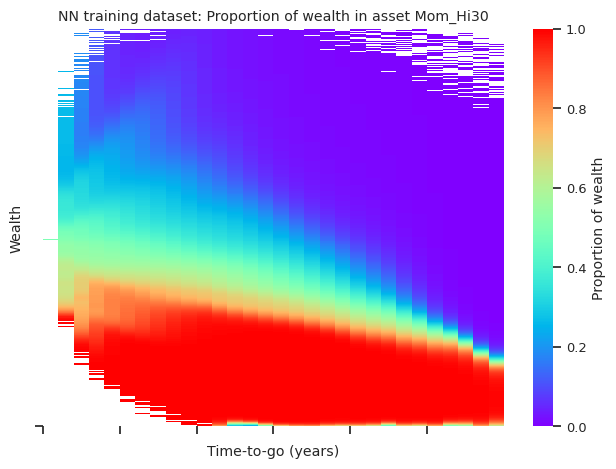 NN training dataset: Proportion of wealth in asset Mom_Hi30
Wealth
Time-to-go (years)
1.0
0.8
0.6
0.4
0.2
0.0
Proportion of wealth